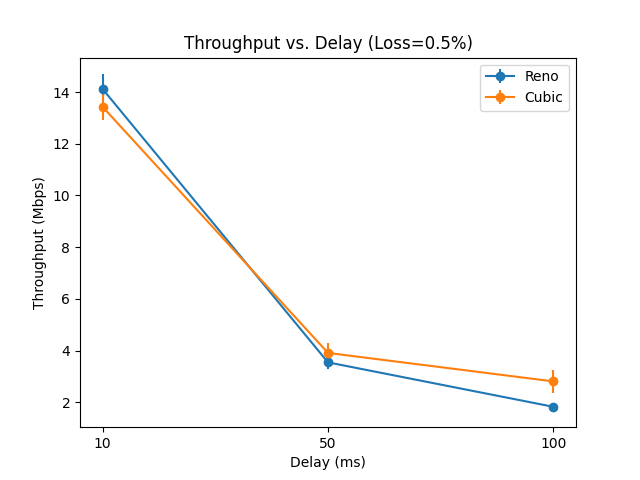 Throughput vs. Delay (Loss=0.5%)
Reno
Cubic
Throughput (Mbps)
14
12
10
8
6
4
2
10
50
100
Delay (ms)